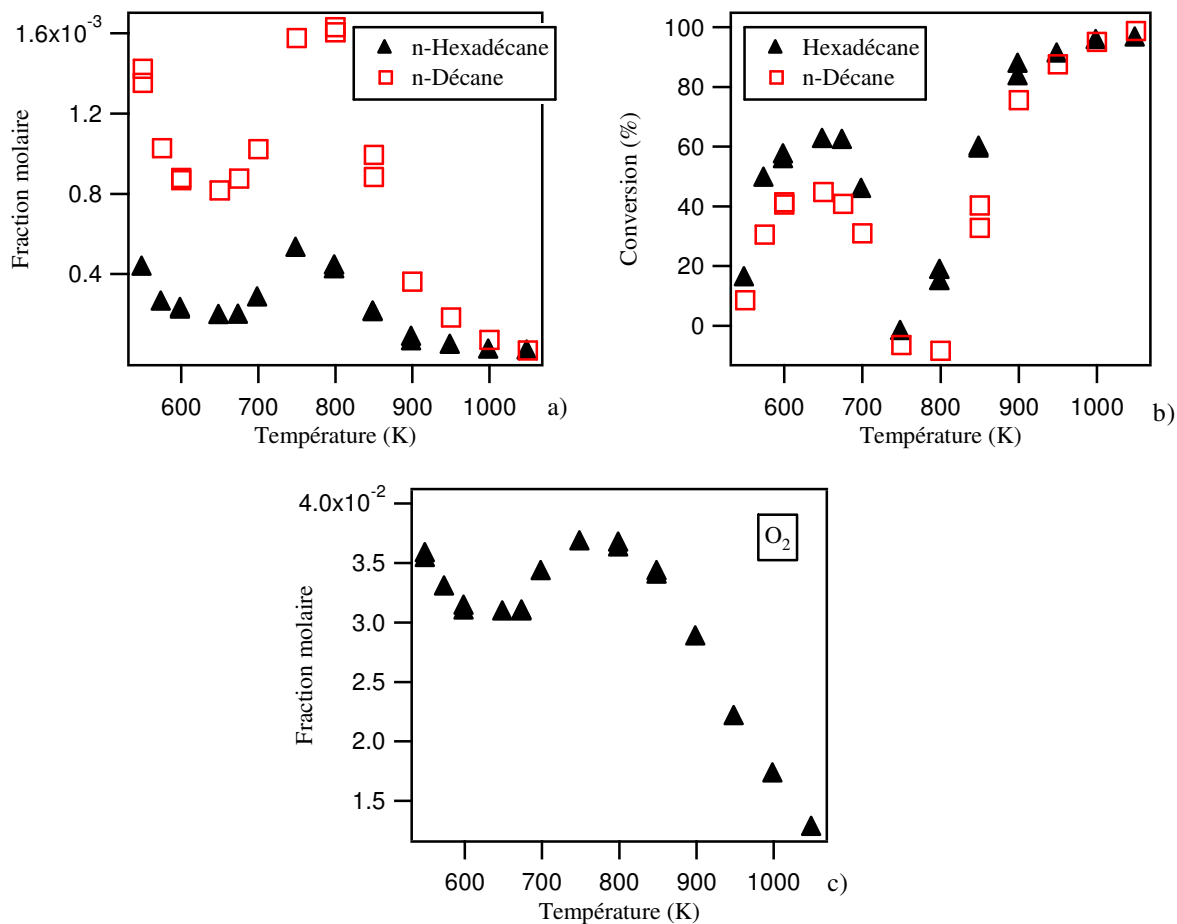 1.6x10⁻³
1.2
0.8
0.4
Fraction molaire
n-Hexadécane
n-Décane
600 700 800 900 1000
Température (K)
a)
100
80
60
40
20
0
Conversion (%)
Hexadécane
n-Décane
600 700 800 900 1000
Température (K)
b)
4.0x10⁻²
3.5
3.0
2.5
2.0
1.5
Fraction molaire
O₂
600 700 800 900 1000
Température (K)
c)